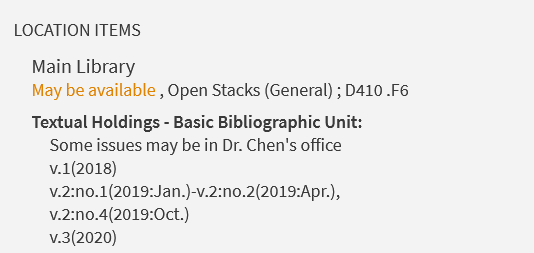 LOCATION ITEMS
Main Library
May be available , Open Stacks (General) ; D410 .F6
Textual Holdings - Basic Bibliographic Unit:
Some issues may be in Dr. Chen's office
v.1(2018)
v.2:no.1(2019:Jan.)-v.2:no.2(2019:Apr.),
v.2:no.4(2019:Oct.)
v.3(2020)